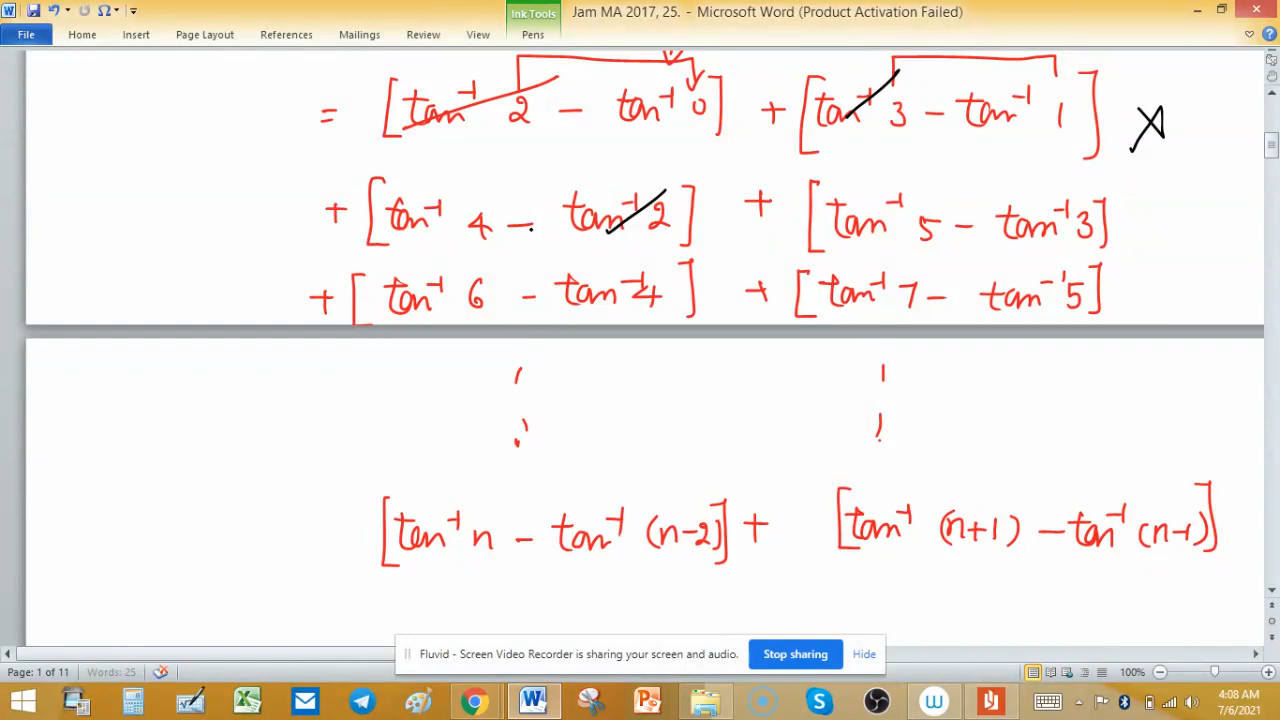 Ink Tools
Jam MA 2017, 25. - Microsoft Word (Product Activation Failed)
File Home Insert Page Layout References Mailings Review View Pens
= [tan⁻¹ 2 - tan⁻¹ 0] + [tan⁻¹ 3 - tan⁻¹ 1]
+ [tan⁻¹ 4 - tan⁻¹ 2] + [tan⁻¹ 5 - tan⁻¹ 3]
+ [tan⁻¹ 6 - tan⁻¹ 4] + [tan⁻¹ 7 - tan⁻¹ 5]
[tan⁻¹ n - tan⁻¹ (n-2)] + [tan⁻¹ (n+1) - tan⁻¹ (n-1)]
Fluvid - Screen Video Recorder is sharing your screen and audio. Stop sharing Hide
Page: 1 of 11 Words: 25 100%
4:08 AM
7/6/2021